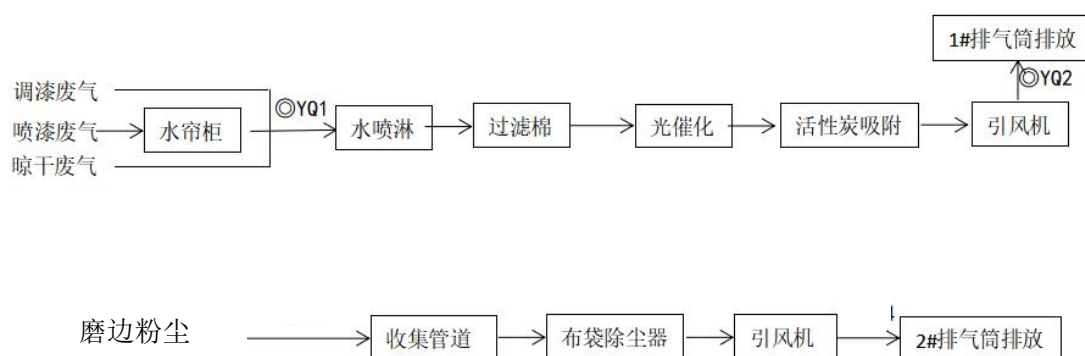 1#排气筒排放
调漆废气
◎YQ1
◎YQ2
喷漆废气
水帘柜
水喷淋
过滤棉
光催化
活性炭吸附
引风机
晾干废气
磨边粉尘
收集管道
布袋除尘器
引风机
2#排气筒排放